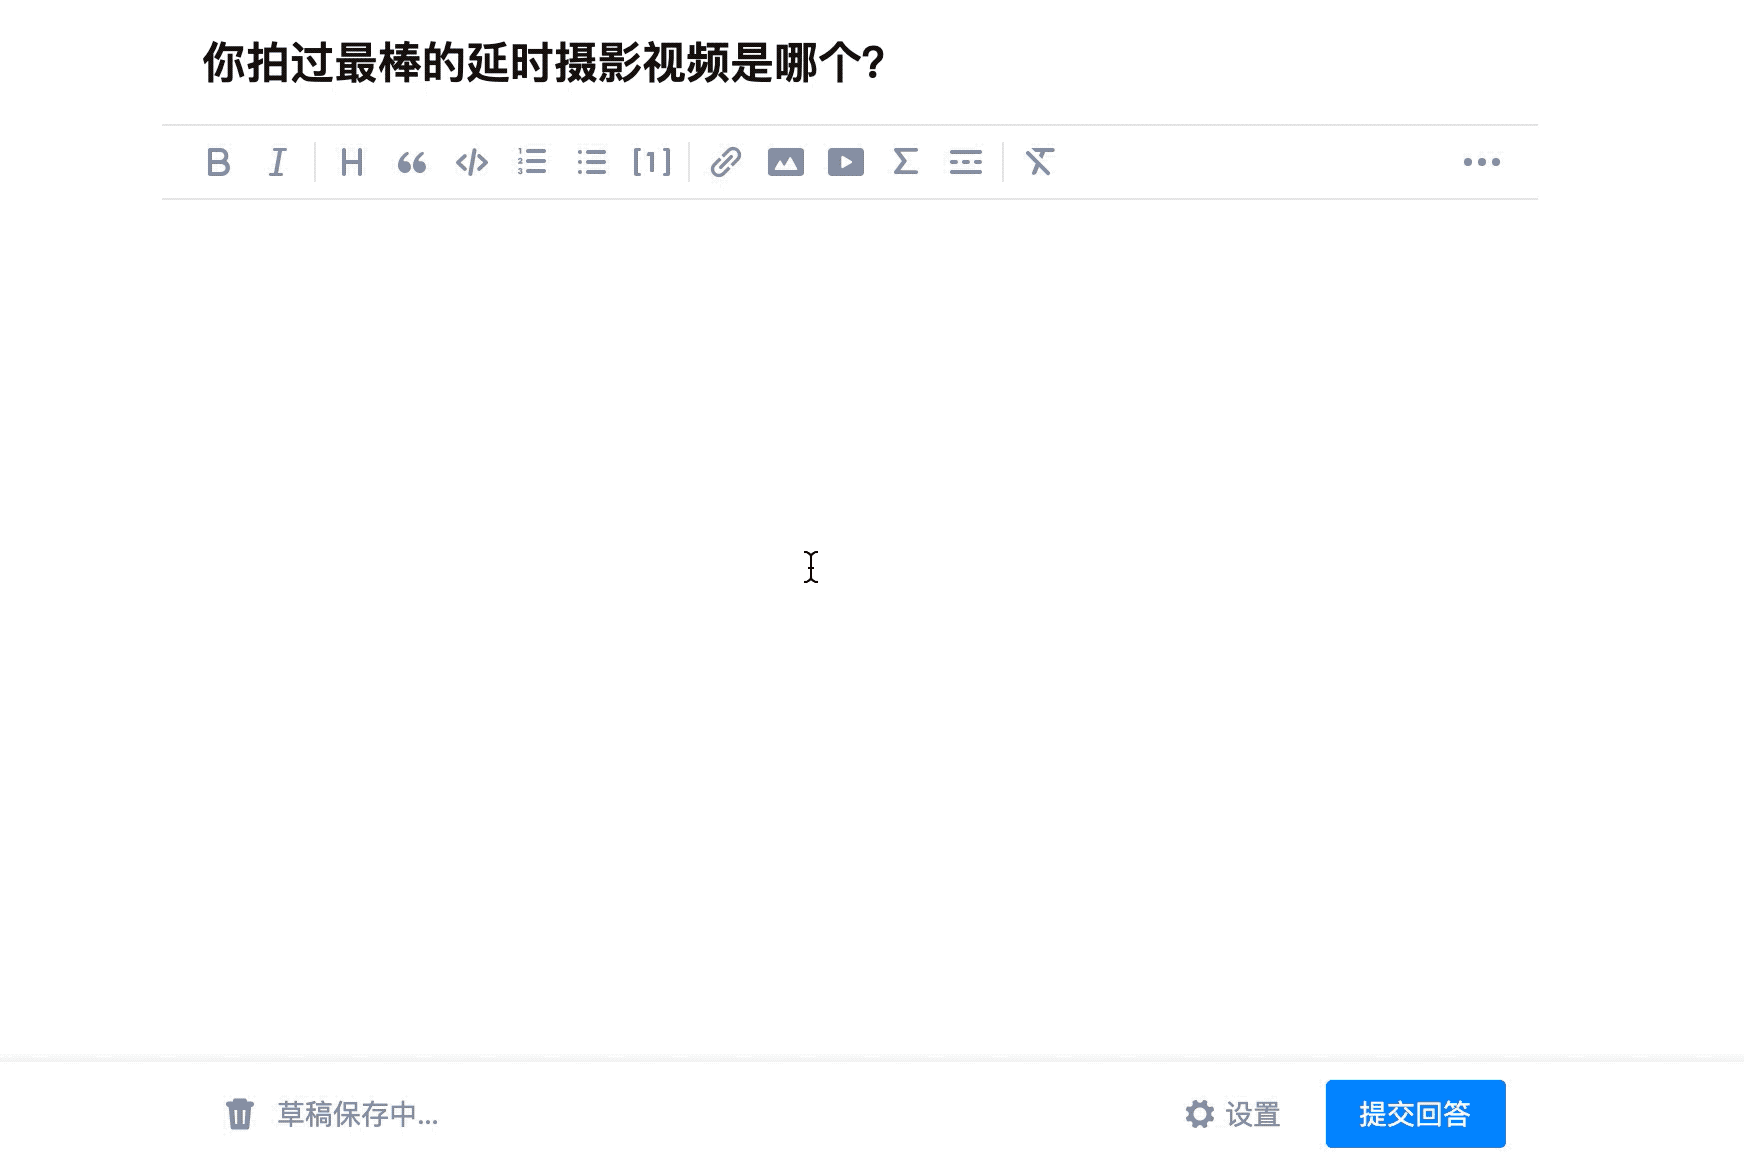 你拍过最棒的延时摄影视频是哪个?
B I H “ </> [1] Σ
草稿保存中... 设置 提交回答